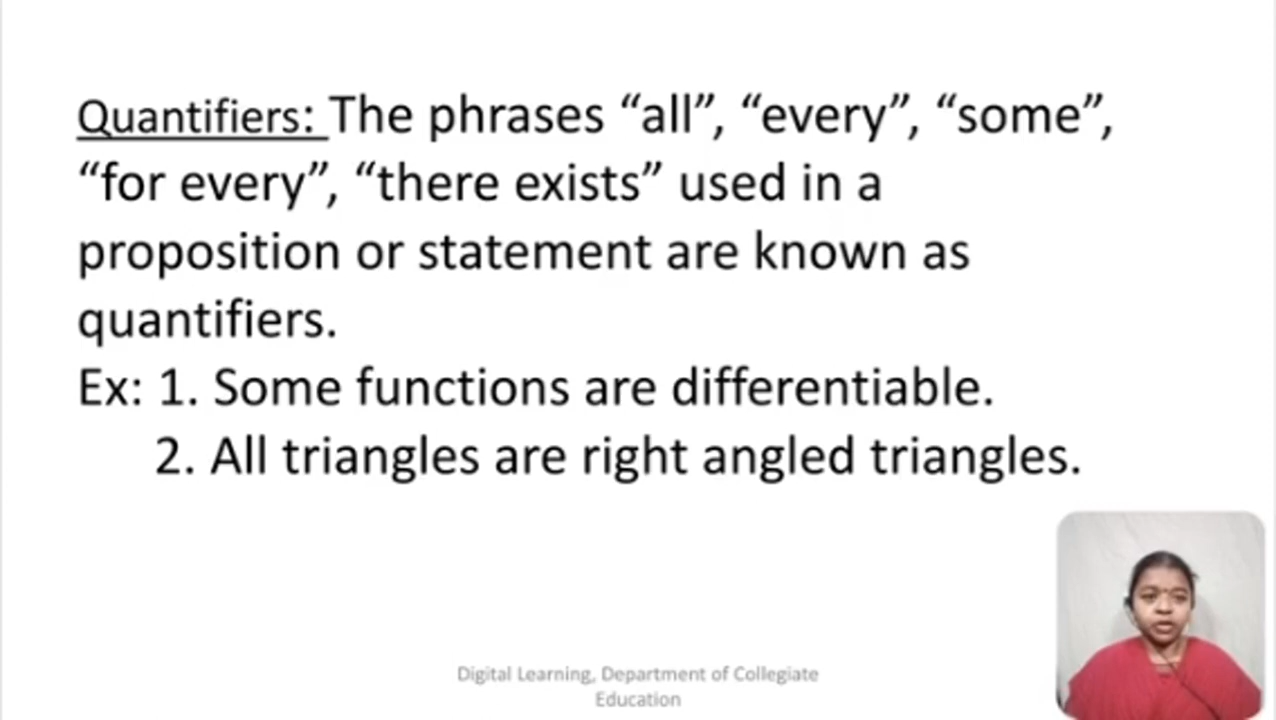 Quantifiers: The phrases “all”, “every”, “some”,
“for every”, “there exists” used in a
proposition or statement are known as
quantifiers.
Ex: 1. Some functions are differentiable.
2. All triangles are right angled triangles.
Digital Learning, Department of Collegiate
Education